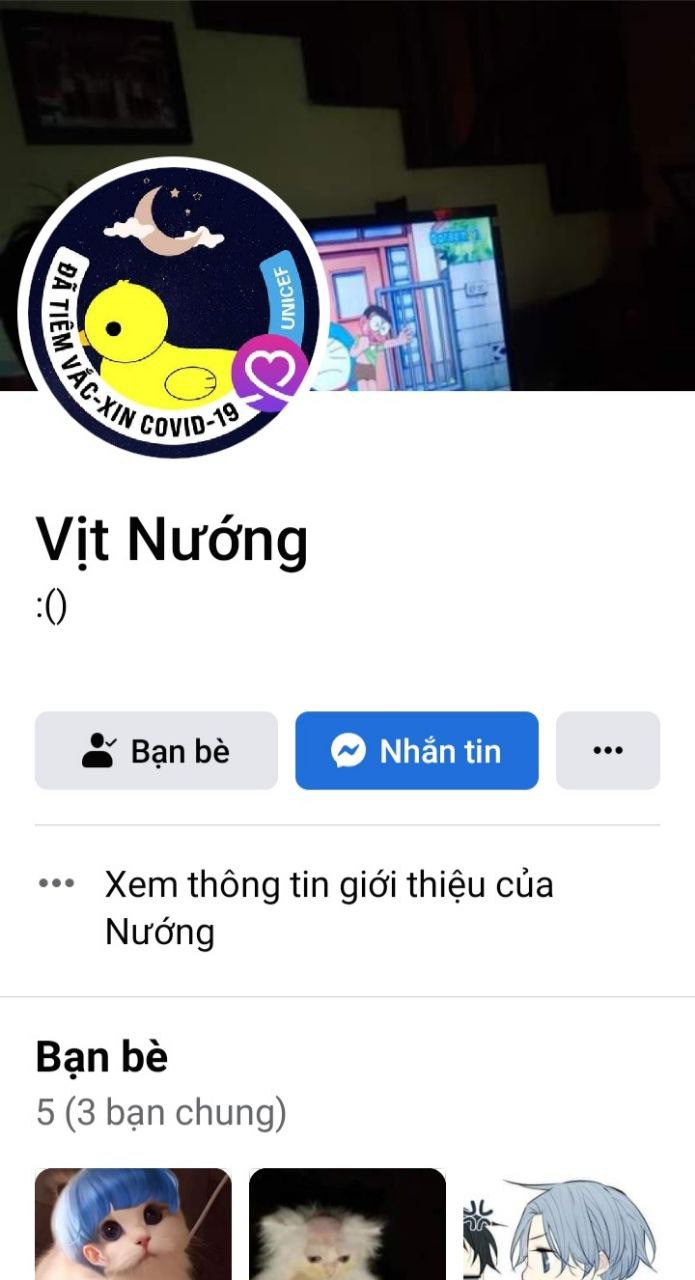 Doraemon
ĐÃ TIÊM VẮC-XIN COVID-19
UNICEF
Vịt Nướng
:()
Bạn bè
Nhắn tin
Xem thông tin giới thiệu của
Nướng
Bạn bè
5 (3 bạn chung)